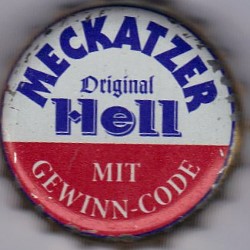 MECKATZER
Original
Hell
MIT
GEWINN-CODE